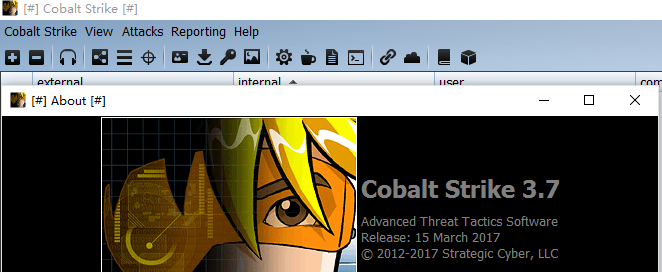 [#] Cobalt Strike [#]
Cobalt Strike View Attacks Reporting Help
external internal user
[#] About [#]
Cobalt Strike 3.7
Advanced Threat Tactics Software
Release: 15 March 2017
© 2012-2017 Strategic Cyber, LLC